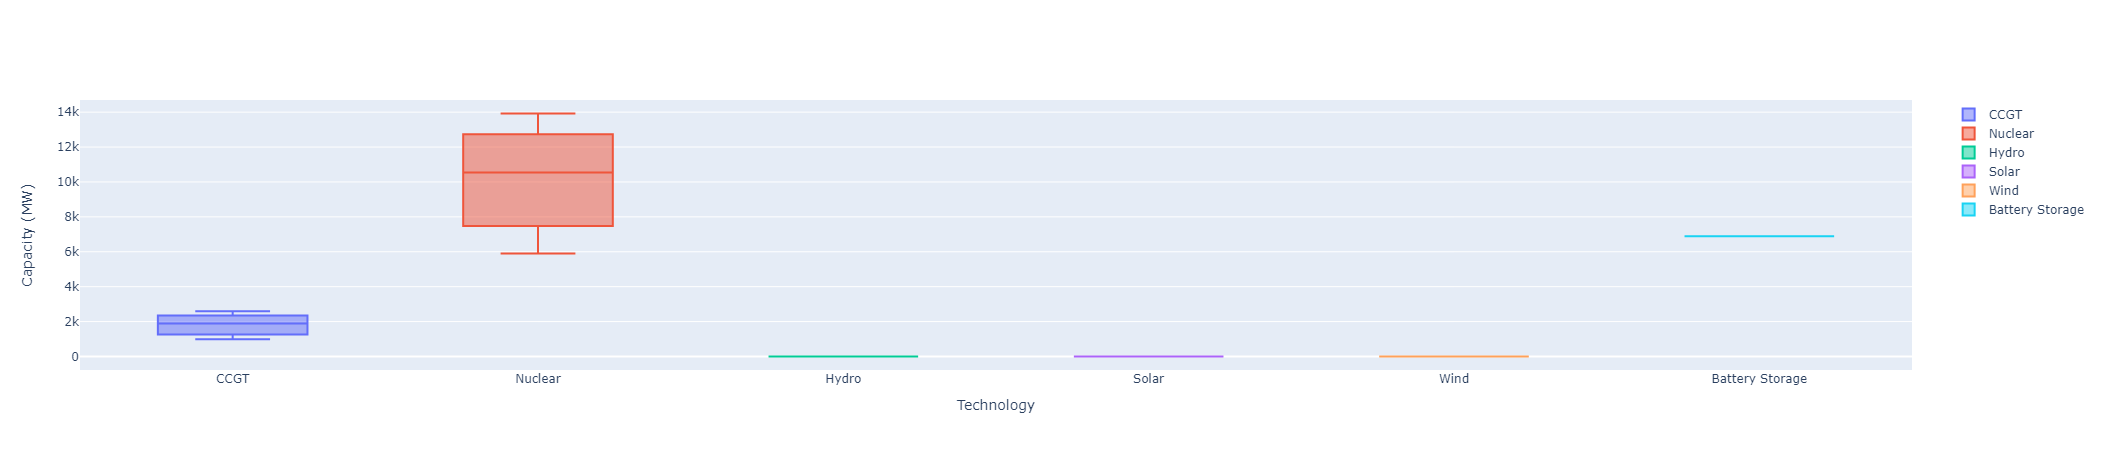 14k
12k
10k
8k
6k
4k
2k
0
Capacity (MW)
CCGT
Nuclear
Hydro
Solar
Wind
Battery Storage
Technology
CCGT
Nuclear
Hydro
Solar
Wind
Battery Storage